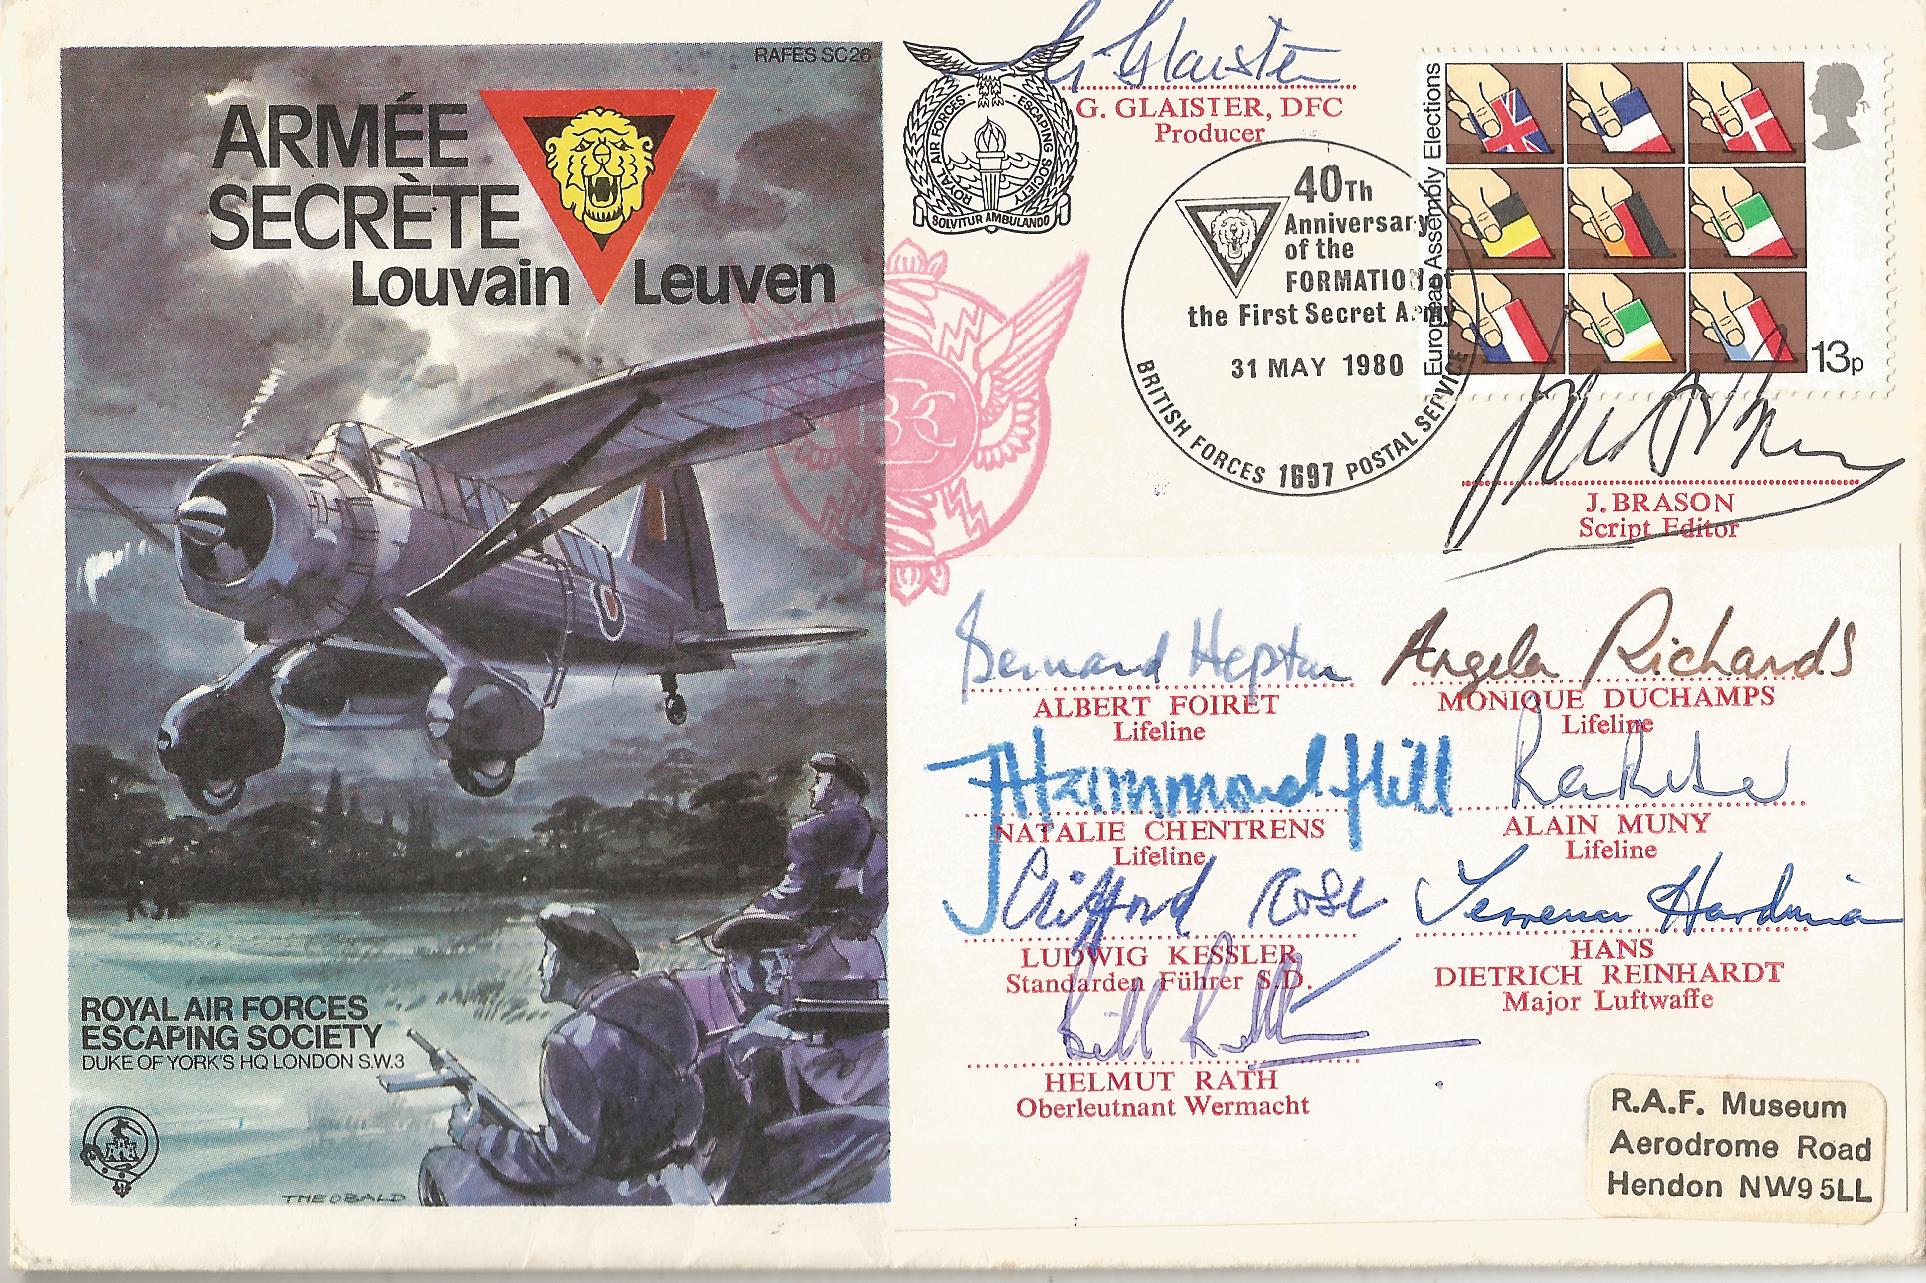 RAFES SC26
ARMÉE
SECRÈTE
Louvain Leuven
ROYAL AIR FORCES
ESCAPING SOCIETY
DUKE OF YORK'S HQ LONDON S.W.3
THEOBALD
ROYAL AIR FORCES · ESCAPING SOCIETY
SOLVITUR AMBULANDO
G. Glaister
G. GLAISTER, DFC
Producer
40TH
Anniversary
of the
FORMATION of
the First Secret Army
31 MAY 1980
BRITISH FORCES 1697 POSTAL SERVICE
European Assembly Elections
13p
J. BRASON
Script Editor
Bernard Hepton
ALBERT FOIRET
Lifeline
Angela Richards
MONIQUE DUCHAMPS
Lifeline
J Hammond Hill
NATALIE CHENTRENS
Lifeline
ALAIN MUNY
Lifeline
Clifford Rose
LUDWIG KESSLER
Standarden Führer S.D.
Terrence Hardiman
HANS
DIETRICH REINHARDT
Major Luftwaffe
Bill
HELMUT RATH
Oberleutnant Wermacht
R.A.F. Museum
Aerodrome Road
Hendon NW9 5LL